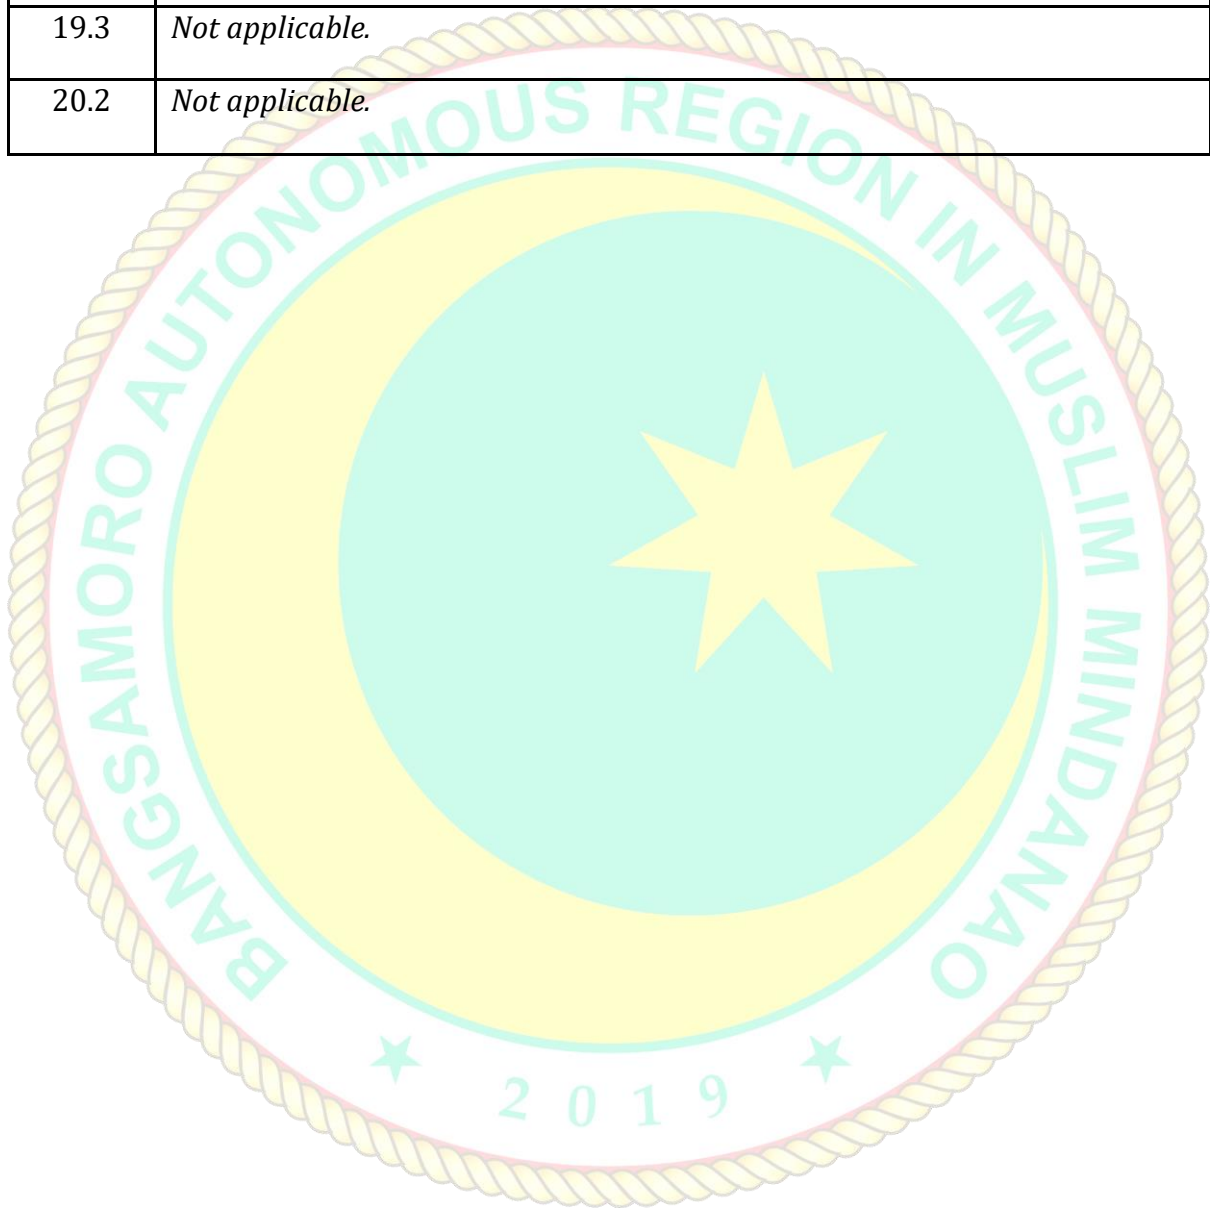 19.3 Not applicable.
20.2 Not applicable.
BANGSAMORO AUTONOMOUS REGION IN MUSLIM MINDANAO
2019